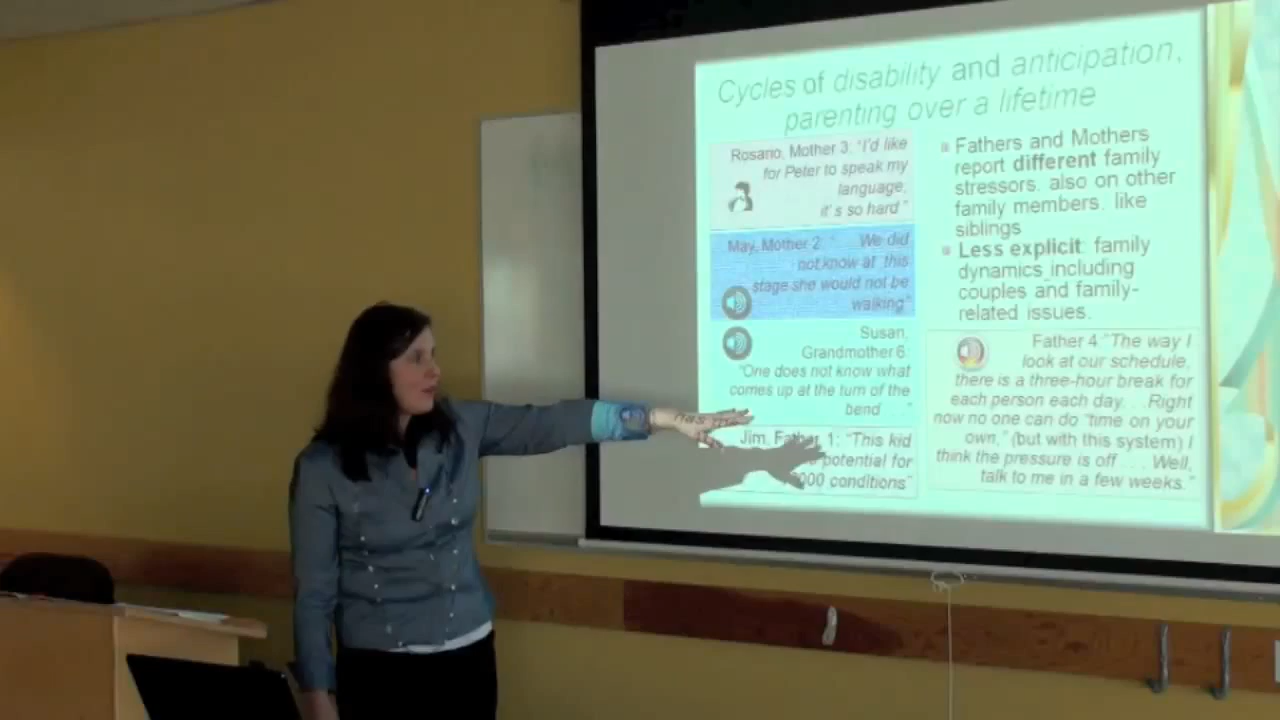 Cycles of disability and anticipation,
parenting over a lifetime
Rosario, Mother 3: "I'd like
for Peter to speak my
language,
it's so hard"
May, Mother 2: "... We did
not know at this
stage she would not be
walking"
Susan,
Grandmother 6:
"One does not know what
comes up at the turn of the
bend ..."
Jim, Father 1: "This kid
potential for
000 conditions"
Fathers and Mothers
report different family
stressors. also on other
family members. like
siblings
Less explicit: family
dynamics including
couples and family-
related issues.
Father 4:"The way I
look at our schedule,
there is a three-hour break for
each person each day. . .Right
now no one can do "time on your
own," (but with this system) I
think the pressure is off . . . Well,
talk to me in a few weeks."